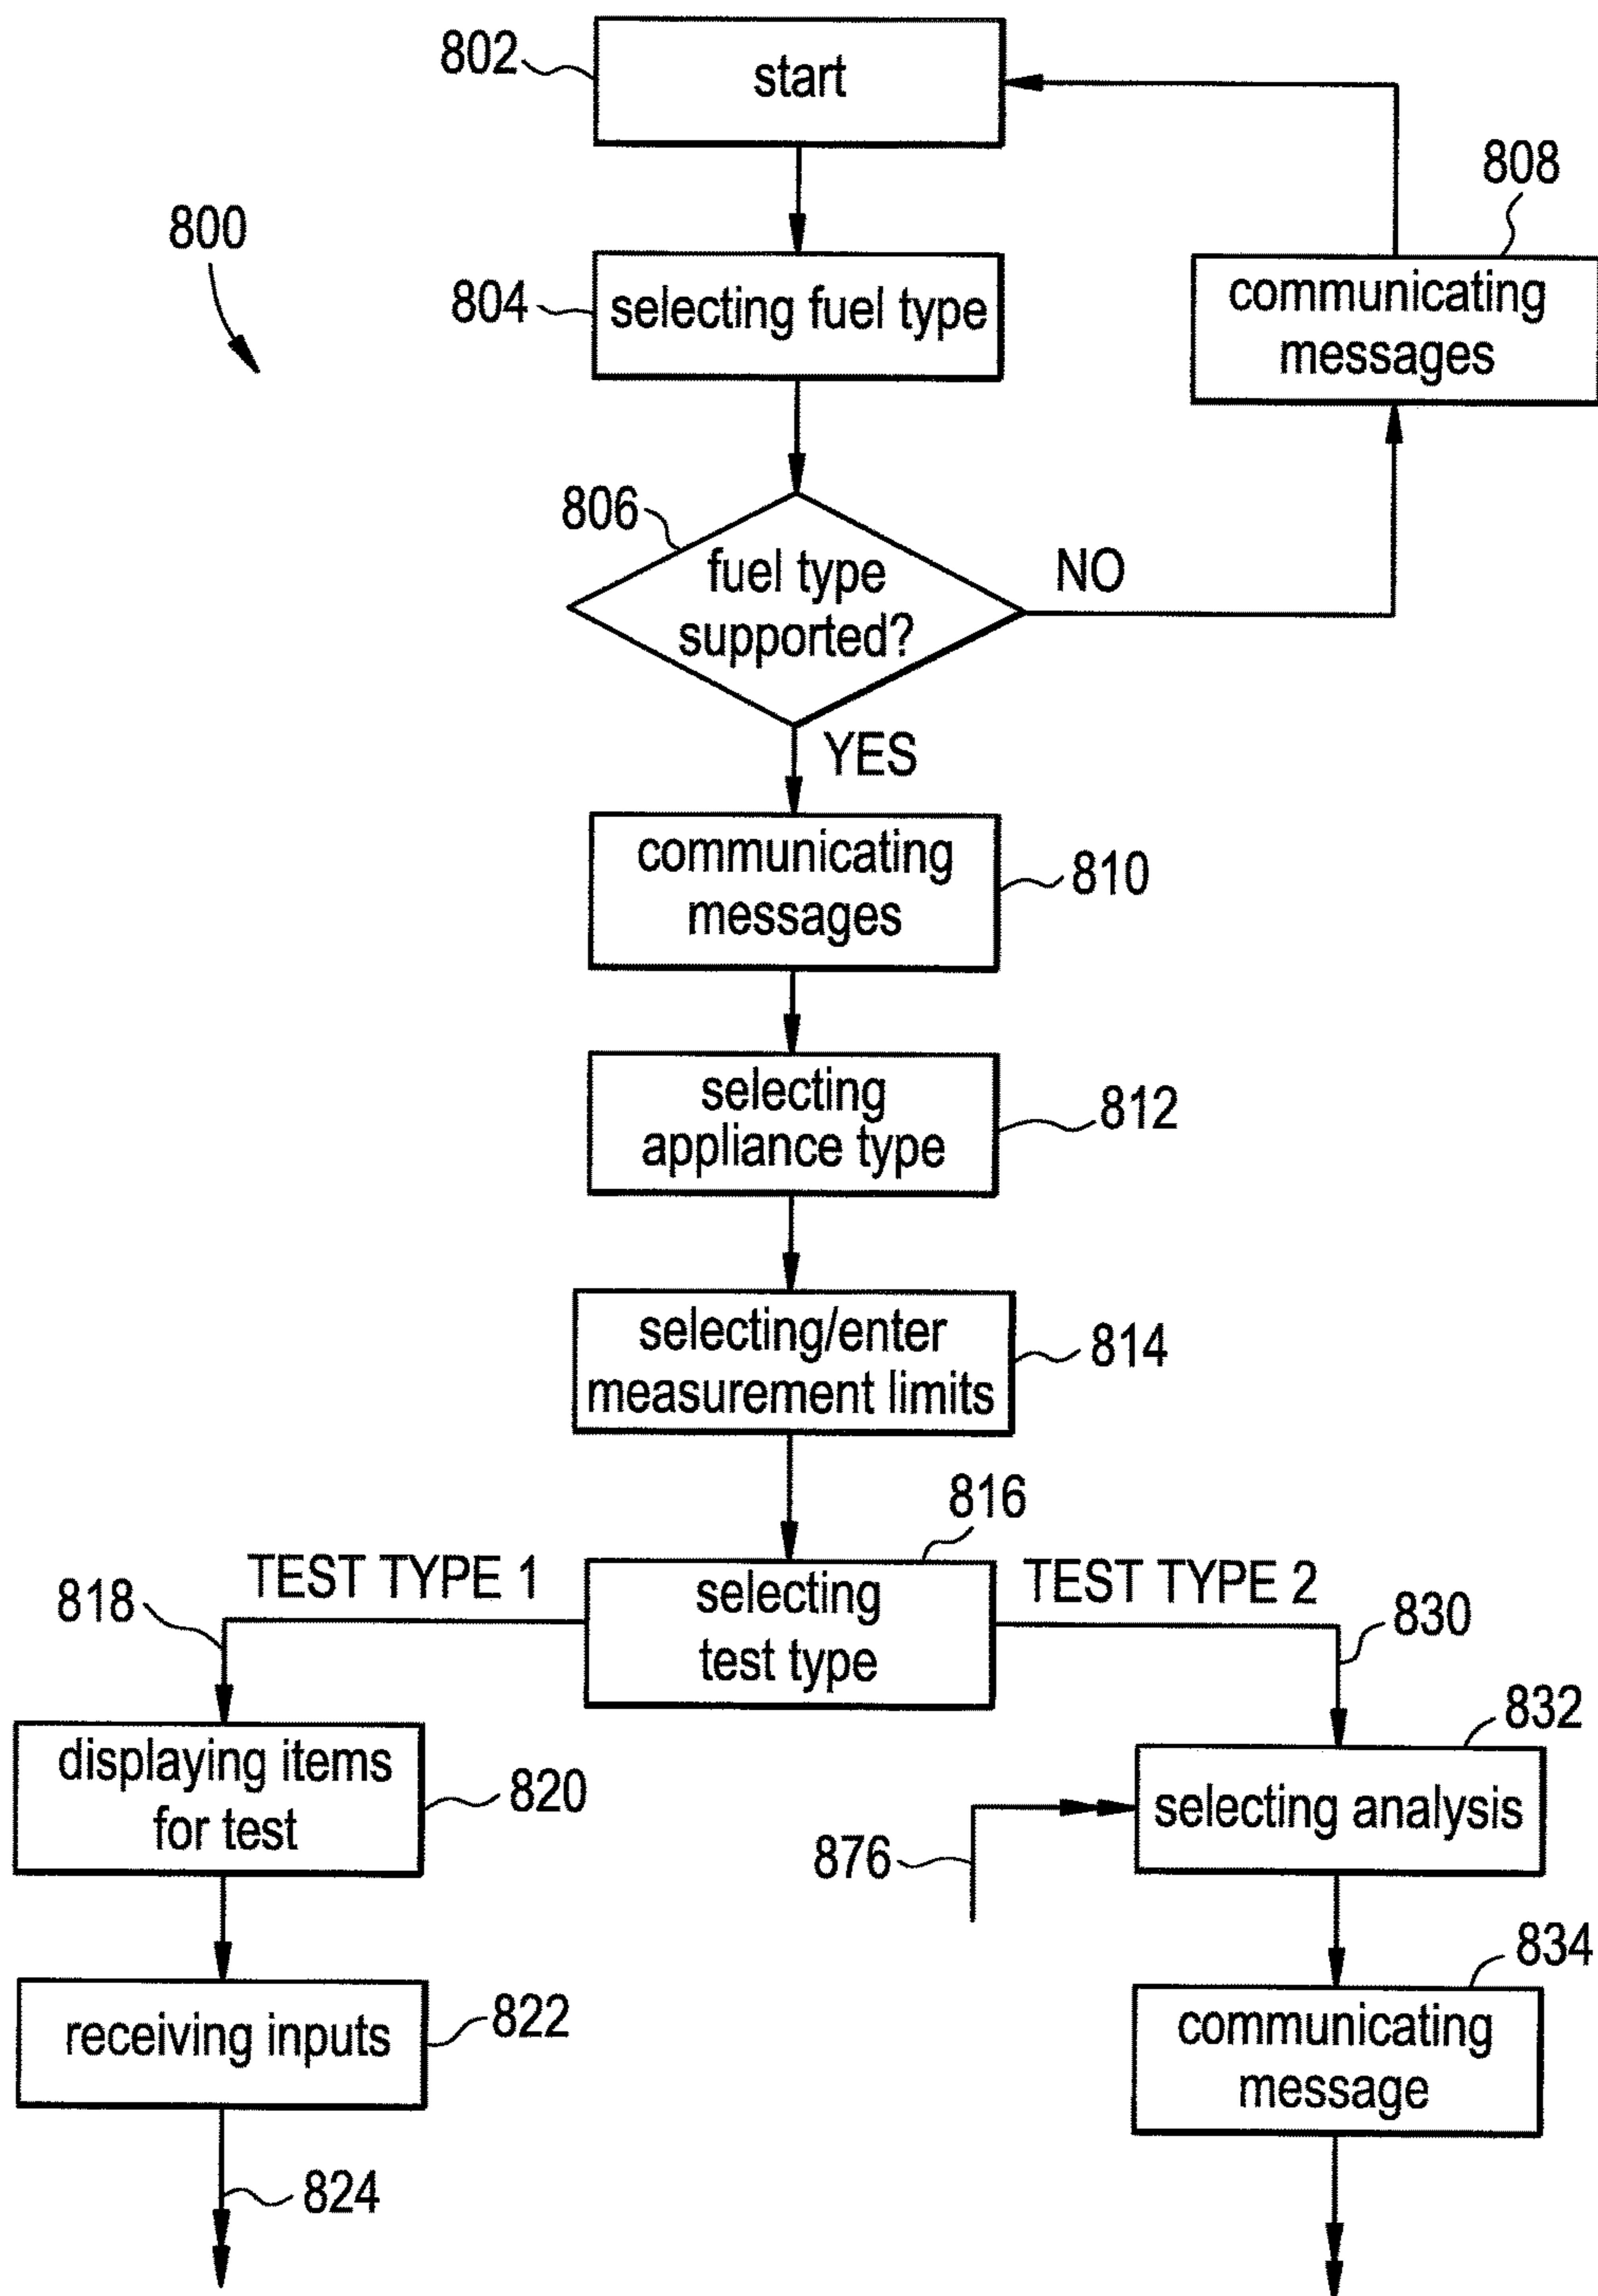 802
start
808
800
804
selecting fuel type
communicating
messages
806
fuel type
supported?
NO
YES
communicating
messages
810
selecting
appliance type
812
selecting/enter
measurement limits
814
816
818
TEST TYPE 1
selecting
test type
TEST TYPE 2
830
832
displaying items
for test
820
selecting analysis
876
834
receiving inputs
822
communicating
message
824